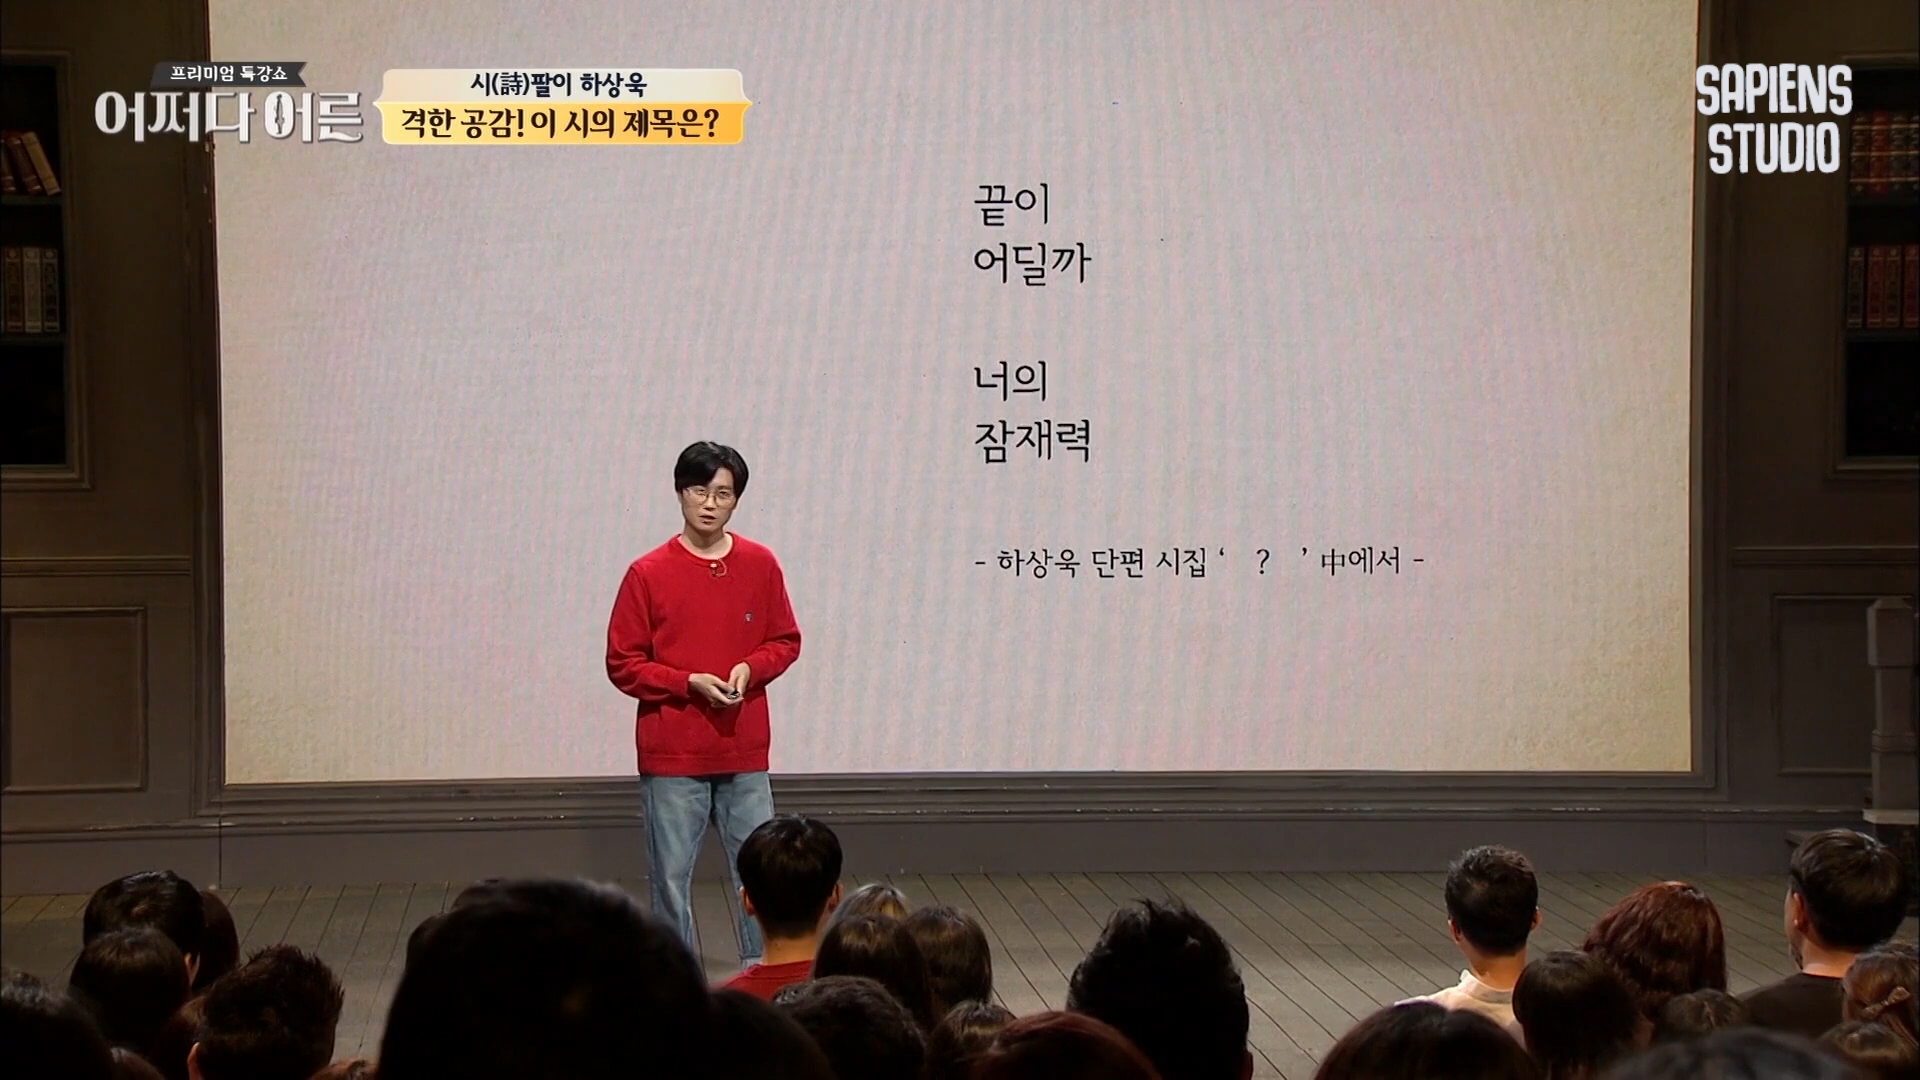 프리미엄 특강쇼
어쩌다 어른
시(詩)팔이 하상욱
격한 공감! 이 시의 제목은?
SAPIENS
STUDIO
끝이
어딜까
너의
잠재력
- 하상욱 단편 시집 ‘ ? ’ 中에서 -